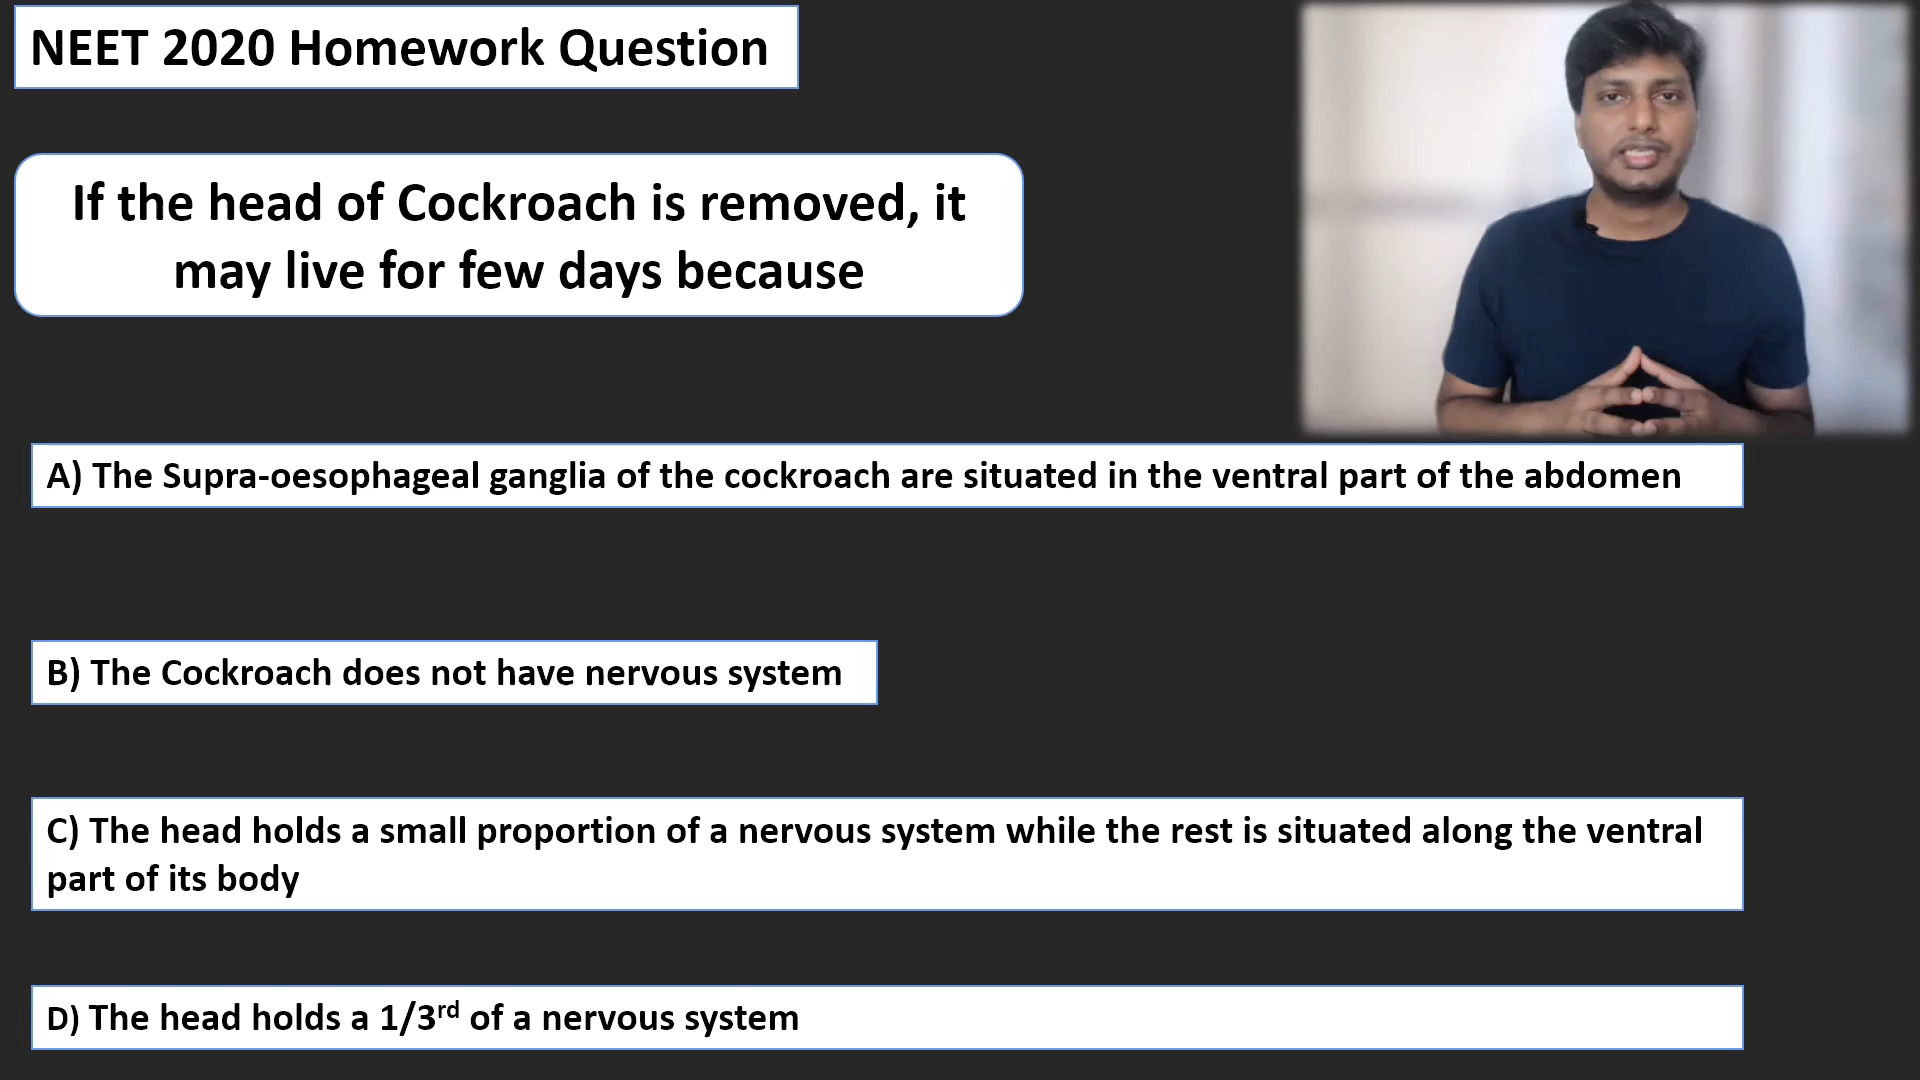 NEET 2020 Homework Question
If the head of Cockroach is removed, it
may live for few days because
A) The Supra-oesophageal ganglia of the cockroach are situated in the ventral part of the abdomen
B) The Cockroach does not have nervous system
C) The head holds a small proportion of a nervous system while the rest is situated along the ventral
part of its body
D) The head holds a 1/3rd of a nervous system